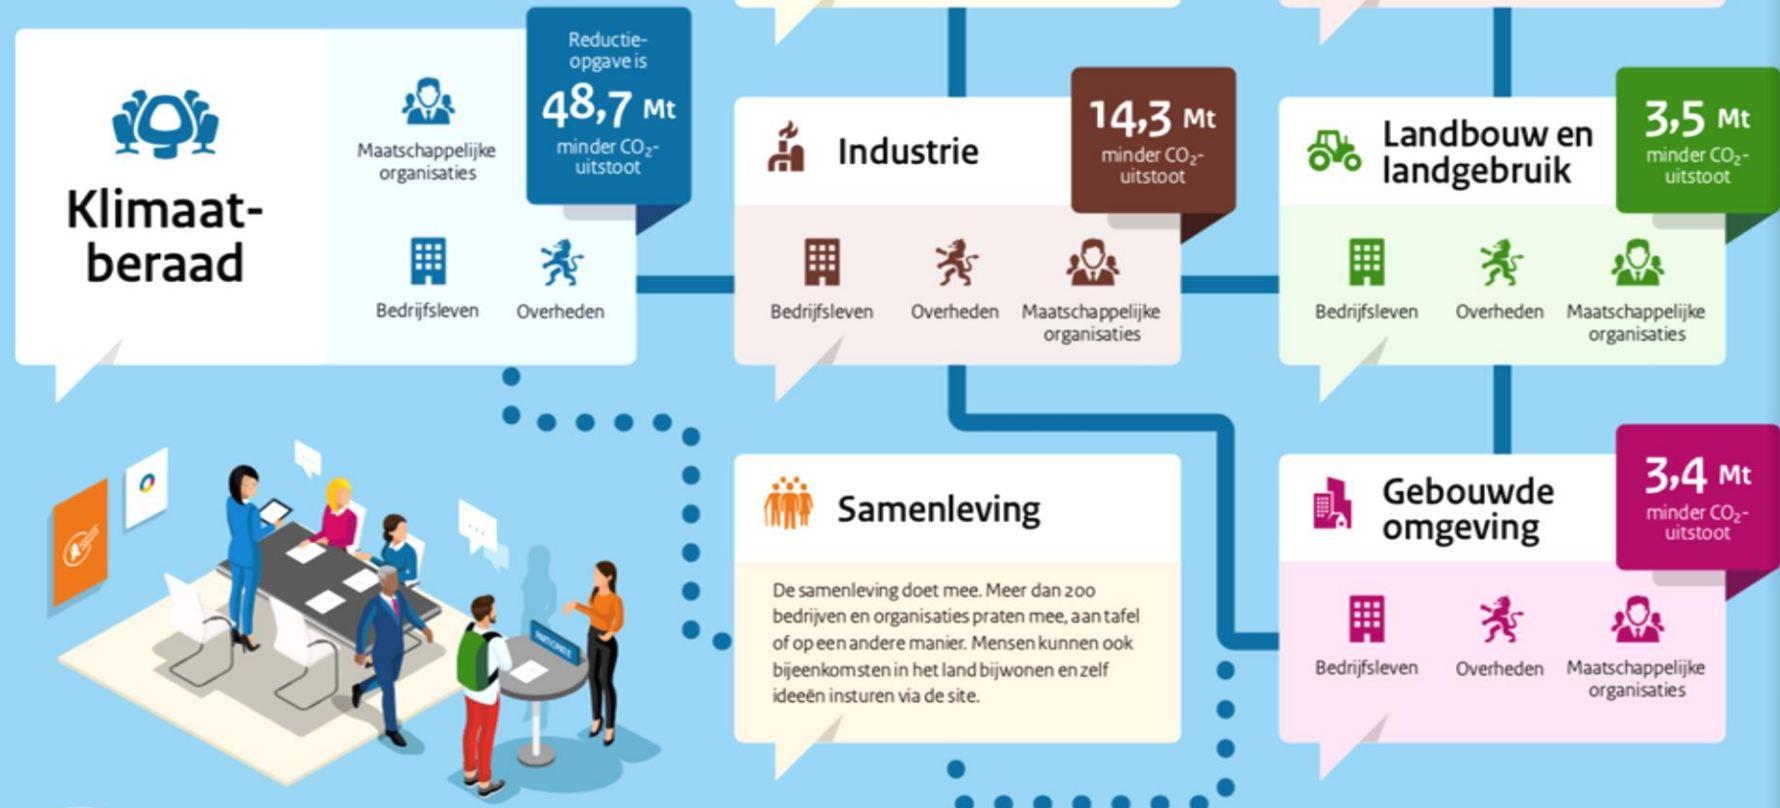 Klimaat-
beraad
Maatschappelijke
organisaties
Bedrijfsleven
Overheden
Reductie-
opgave is
48,7 Mt
minder CO₂-
uitstoot
Industrie
14,3 Mt
minder CO₂-
uitstoot
Bedrijfsleven
Overheden
Maatschappelijke
organisaties
Landbouw en
landgebruik
3,5 Mt
minder CO₂-
uitstoot
Bedrijfsleven
Overheden
Maatschappelijke
organisaties
Samenleving
De samenleving doet mee. Meer dan 200
bedrijven en organisaties praten mee, aan tafel
of op een andere manier. Mensen kunnen ook
bijeenkomsten in het land bijwonen en zelf
ideeën insturen via de site.
Gebouwde
omgeving
3,4 Mt
minder CO₂-
uitstoot
Bedrijfsleven
Overheden
Maatschappelijke
organisaties
PARTICIPATIE